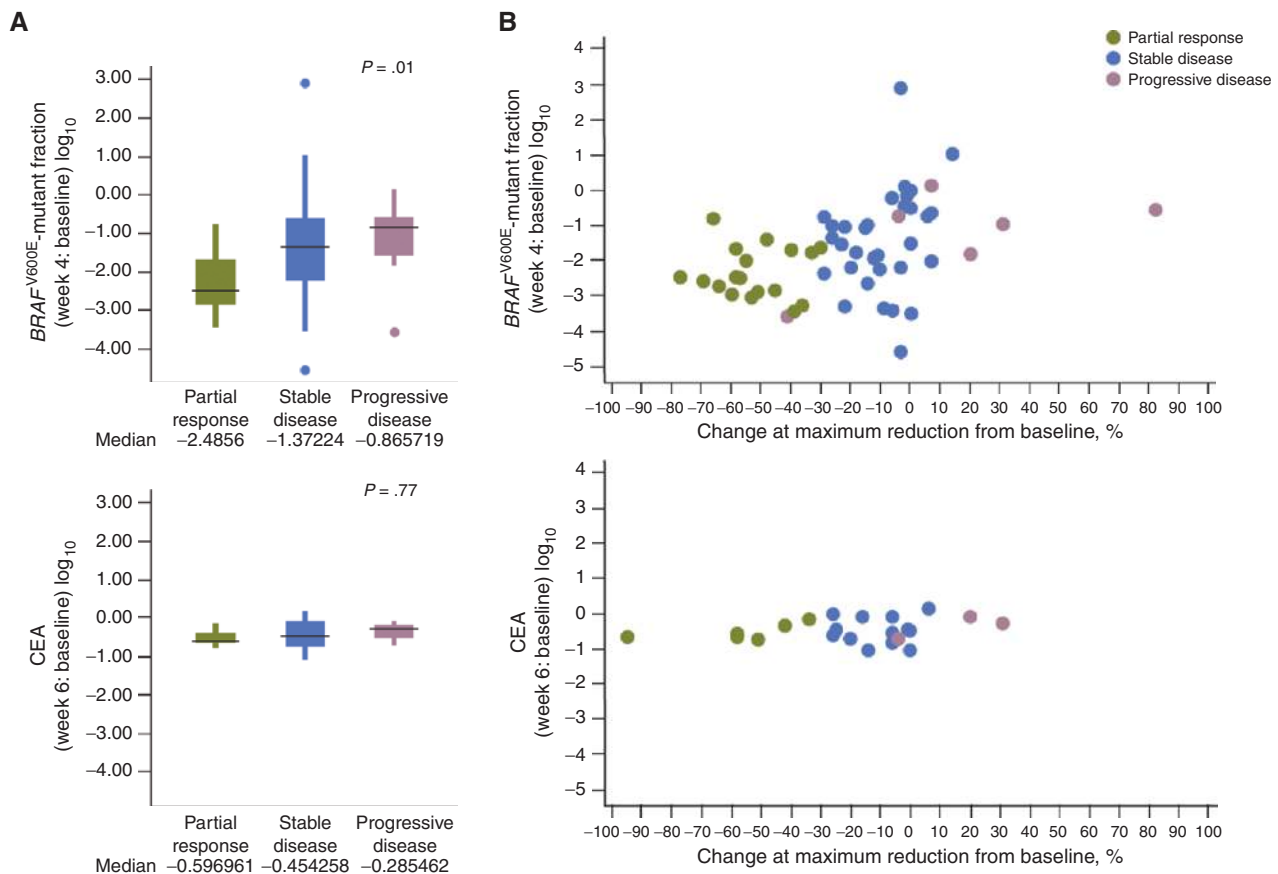 A
P = .01
BRAF^V600E-mutant fraction
(week 4: baseline) log10
3.00
2.00
1.00
0.00
−1.00
−2.00
−3.00
−4.00
Partial response
Stable disease
Progressive disease
Median −2.4856 −1.37224 −0.865719
P = .77
CEA
(week 6: baseline) log10
3.00
2.00
1.00
0.00
−1.00
−2.00
−3.00
−4.00
Partial response
Stable disease
Progressive disease
Median −0.596961 −0.454258 −0.285462
B
Partial response
Stable disease
Progressive disease
BRAF^V600E-mutant fraction
(week 4: baseline) log10
4
3
2
1
0
−1
−2
−3
−4
−5
−100 −90 −80 −70 −60 −50 −40 −30 −20 −10 0 10 20 30 40 50 60 70 80 90 100
Change at maximum reduction from baseline, %
CEA
(week 6: baseline) log10
4
3
2
1
0
−1
−2
−3
−4
−5
−100 −90 −80 −70 −60 −50 −40 −30 −20 −10 0 10 20 30 40 50 60 70 80 90 100
Change at maximum reduction from baseline, %